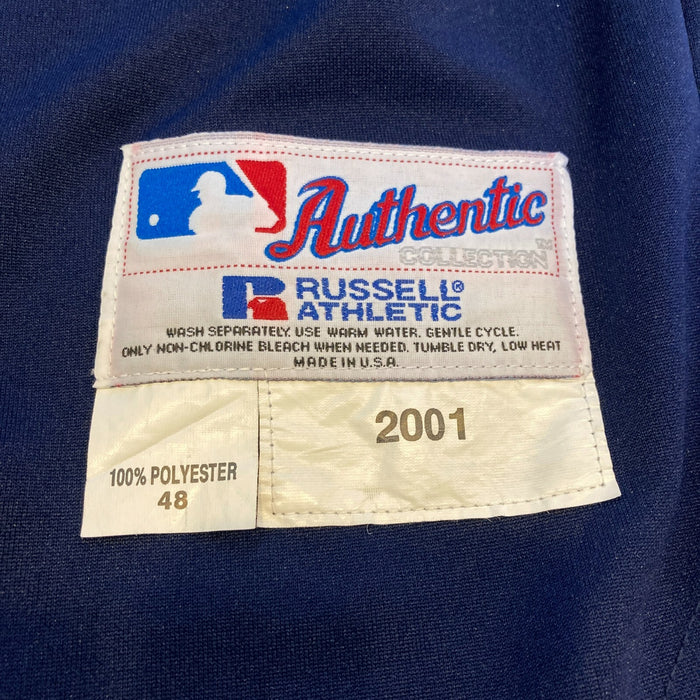 Authentic
COLLECTION™
R RUSSELL®
ATHLETIC
WASH SEPARATELY. USE WARM WATER. GENTLE CYCLE.
ONLY NON-CHLORINE BLEACH WHEN NEEDED. TUMBLE DRY, LOW HEAT
MADE IN U.S.A.
2001
100% POLYESTER
48